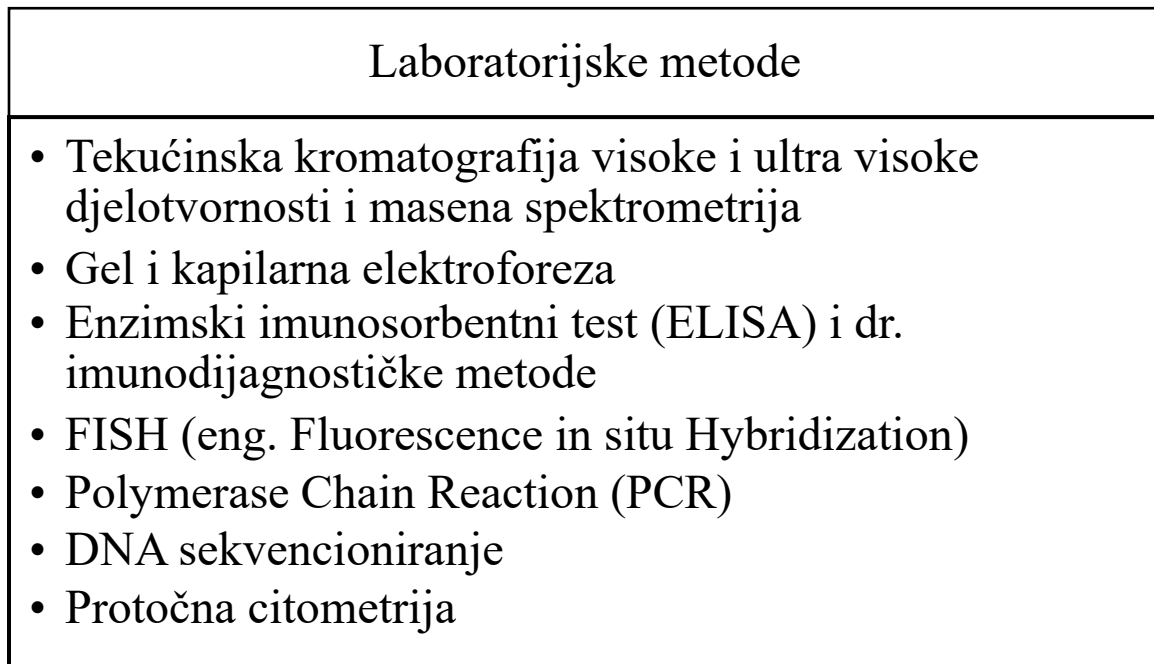 Laboratorijske metode
• Tekućinska kromatografija visoke i ultra visoke
djelotvornosti i masena spektrometrija
• Gel i kapilarna elektroforeza
• Enzimski imunosorbentni test (ELISA) i dr.
imunodijagnostičke metode
• FISH (eng. Fluorescence in situ Hybridization)
• Polymerase Chain Reaction (PCR)
• DNA sekvencioniranje
• Protočna citometrija